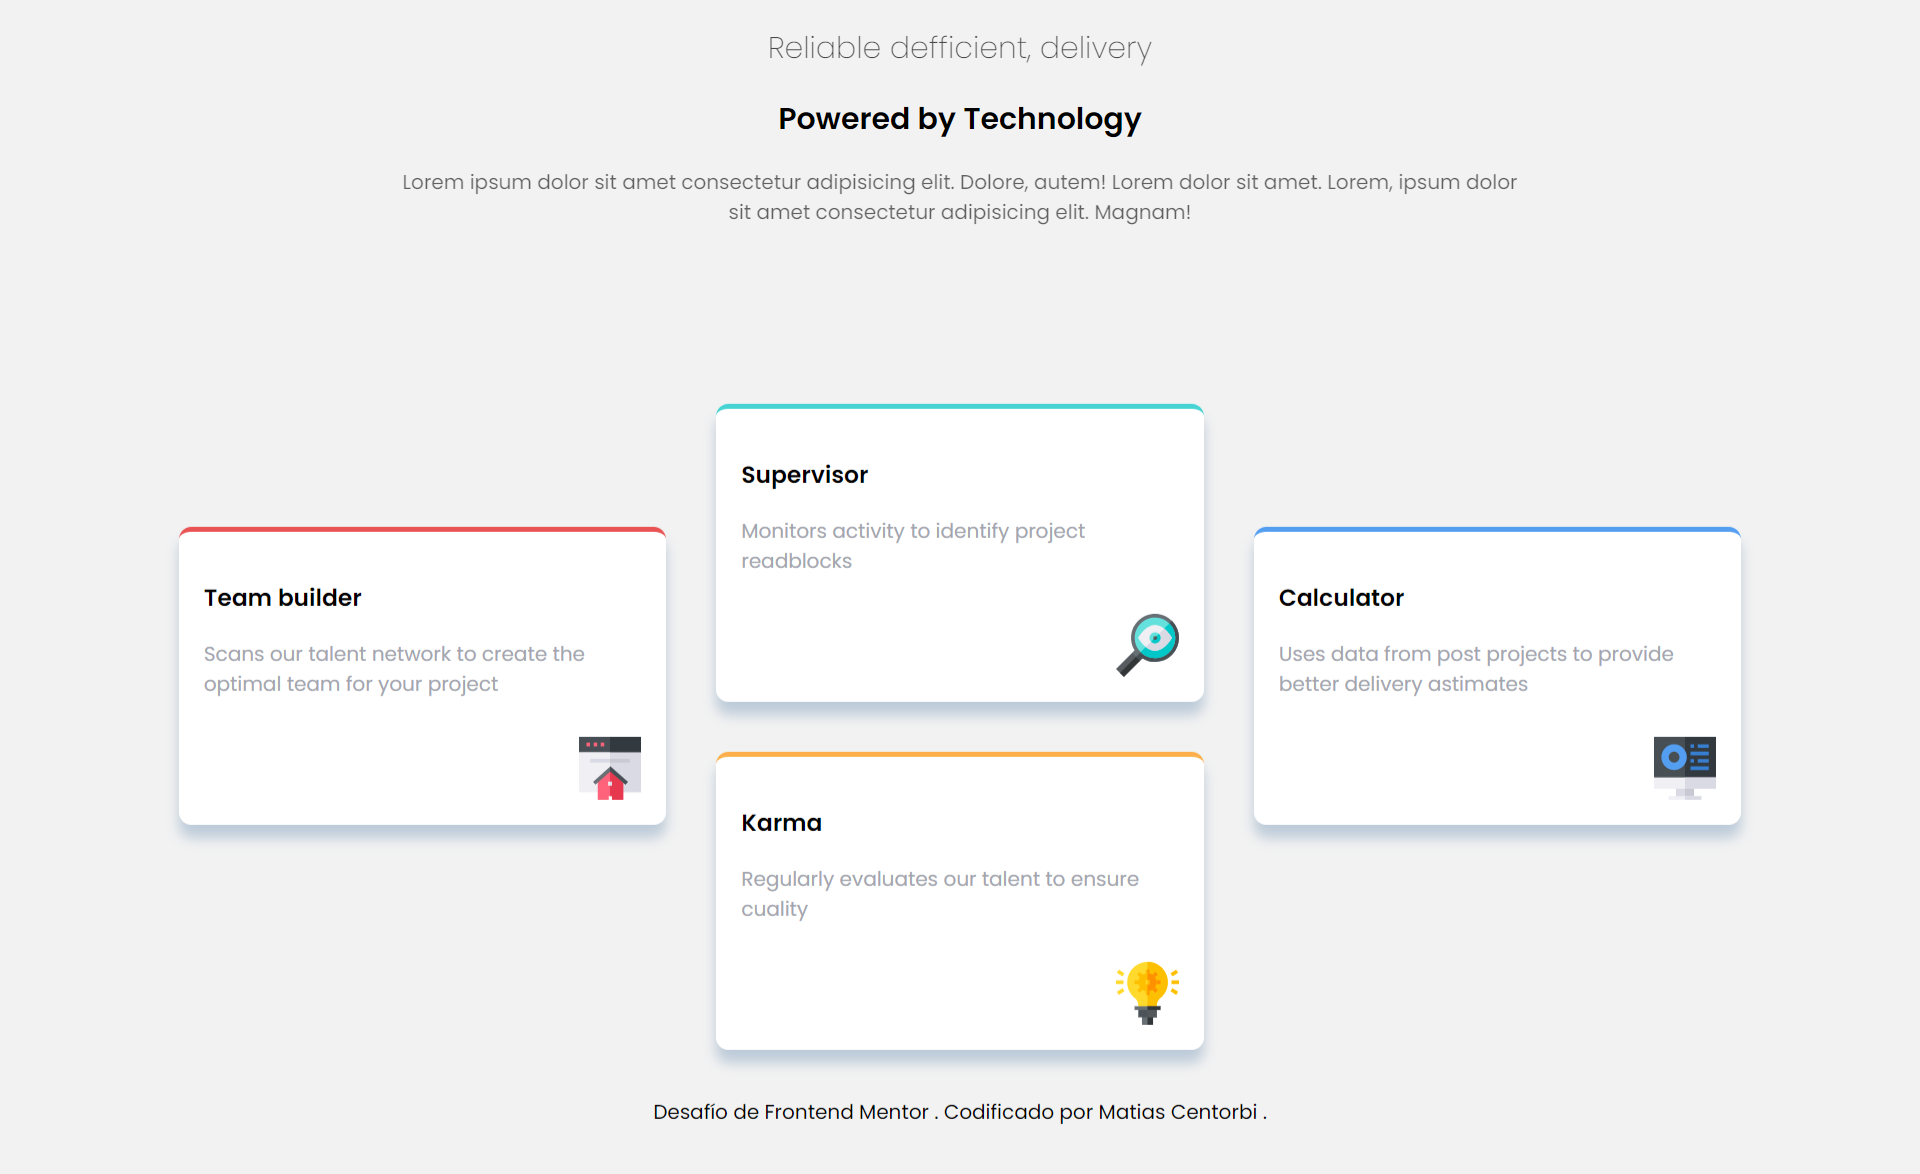 Reliable defficient, delivery
Powered by Technology
Lorem ipsum dolor sit amet consectetur adipisicing elit. Dolore, autem! Lorem dolor sit amet. Lorem, ipsum dolor
sit amet consectetur adipisicing elit. Magnam!
Team builder
Scans our talent network to create the
optimal team for your project
Supervisor
Monitors activity to identify project
readblocks
Karma
Regularly evaluates our talent to ensure
cuality
Calculator
Uses data from post projects to provide
better delivery astimates
Desafío de Frontend Mentor . Codificado por Matias Centorbi .